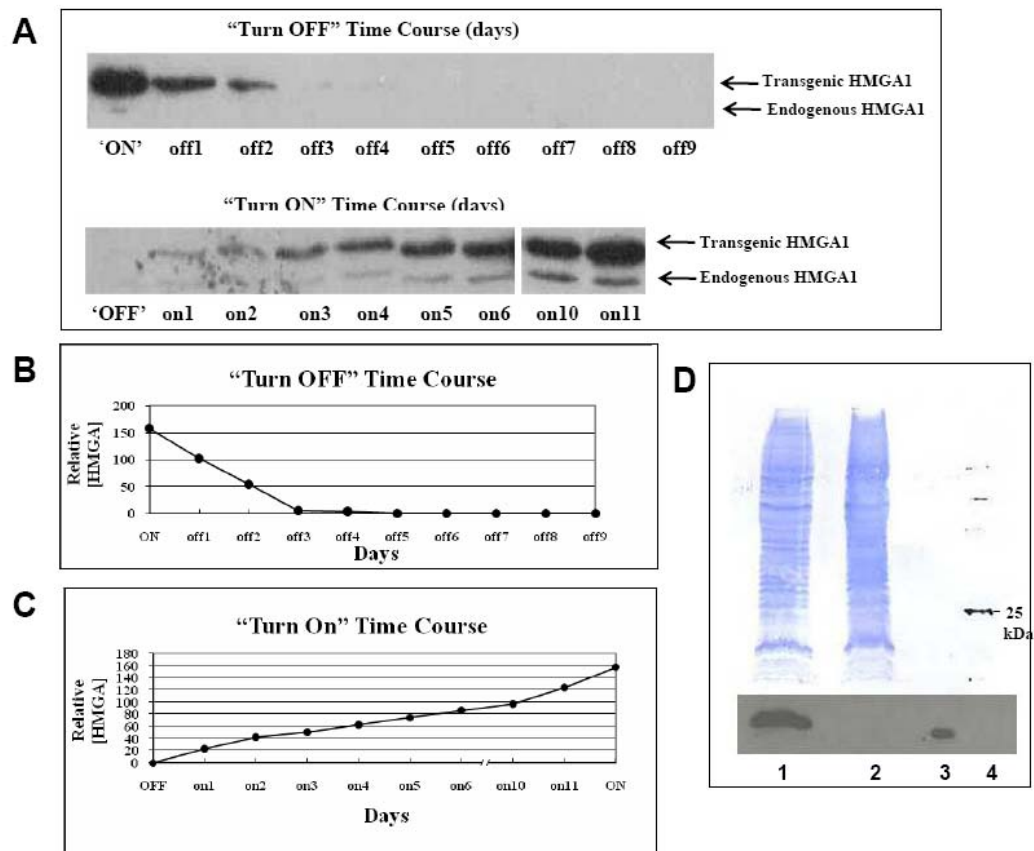 A
“Turn OFF” Time Course (days)
Transgenic HMGA1
Endogenous HMGA1
‘ON’ off1 off2 off3 off4 off5 off6 off7 off8 off9
“Turn ON” Time Course (days)
Transgenic HMGA1
Endogenous HMGA1
‘OFF’ on1 on2 on3 on4 on5 on6 on10 on11
B
“Turn OFF” Time Course
Relative [HMGA]
200
150
100
50
0
ON off1 off2 off3 off4 off5 off6 off7 off8 off9
Days
C
“Turn On” Time Course
Relative [HMGA]
180
160
140
120
100
80
60
40
20
0
OFF on1 on2 on3 on4 on5 on6 on10 on11 ON
Days
D
25
kDa
1 2 3 4